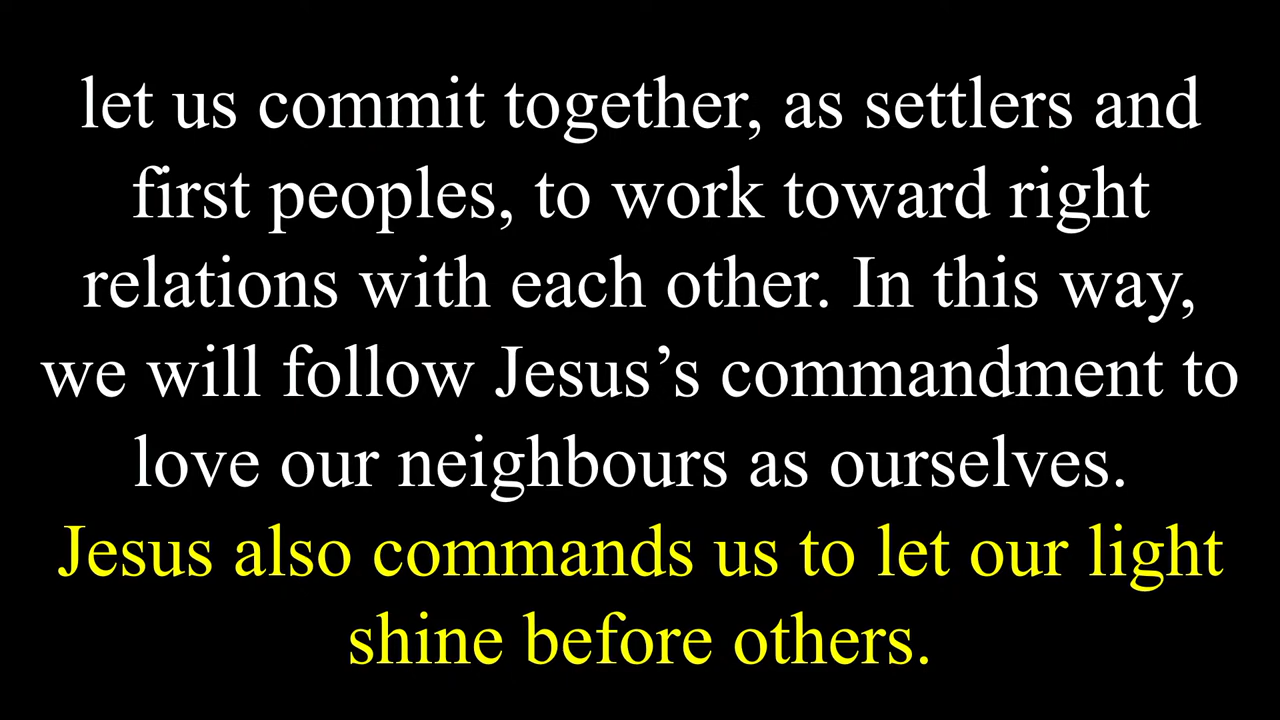 let us commit together, as settlers and
first peoples, to work toward right
relations with each other. In this way,
we will follow Jesus’s commandment to
love our neighbours as ourselves.
Jesus also commands us to let our light
shine before others.